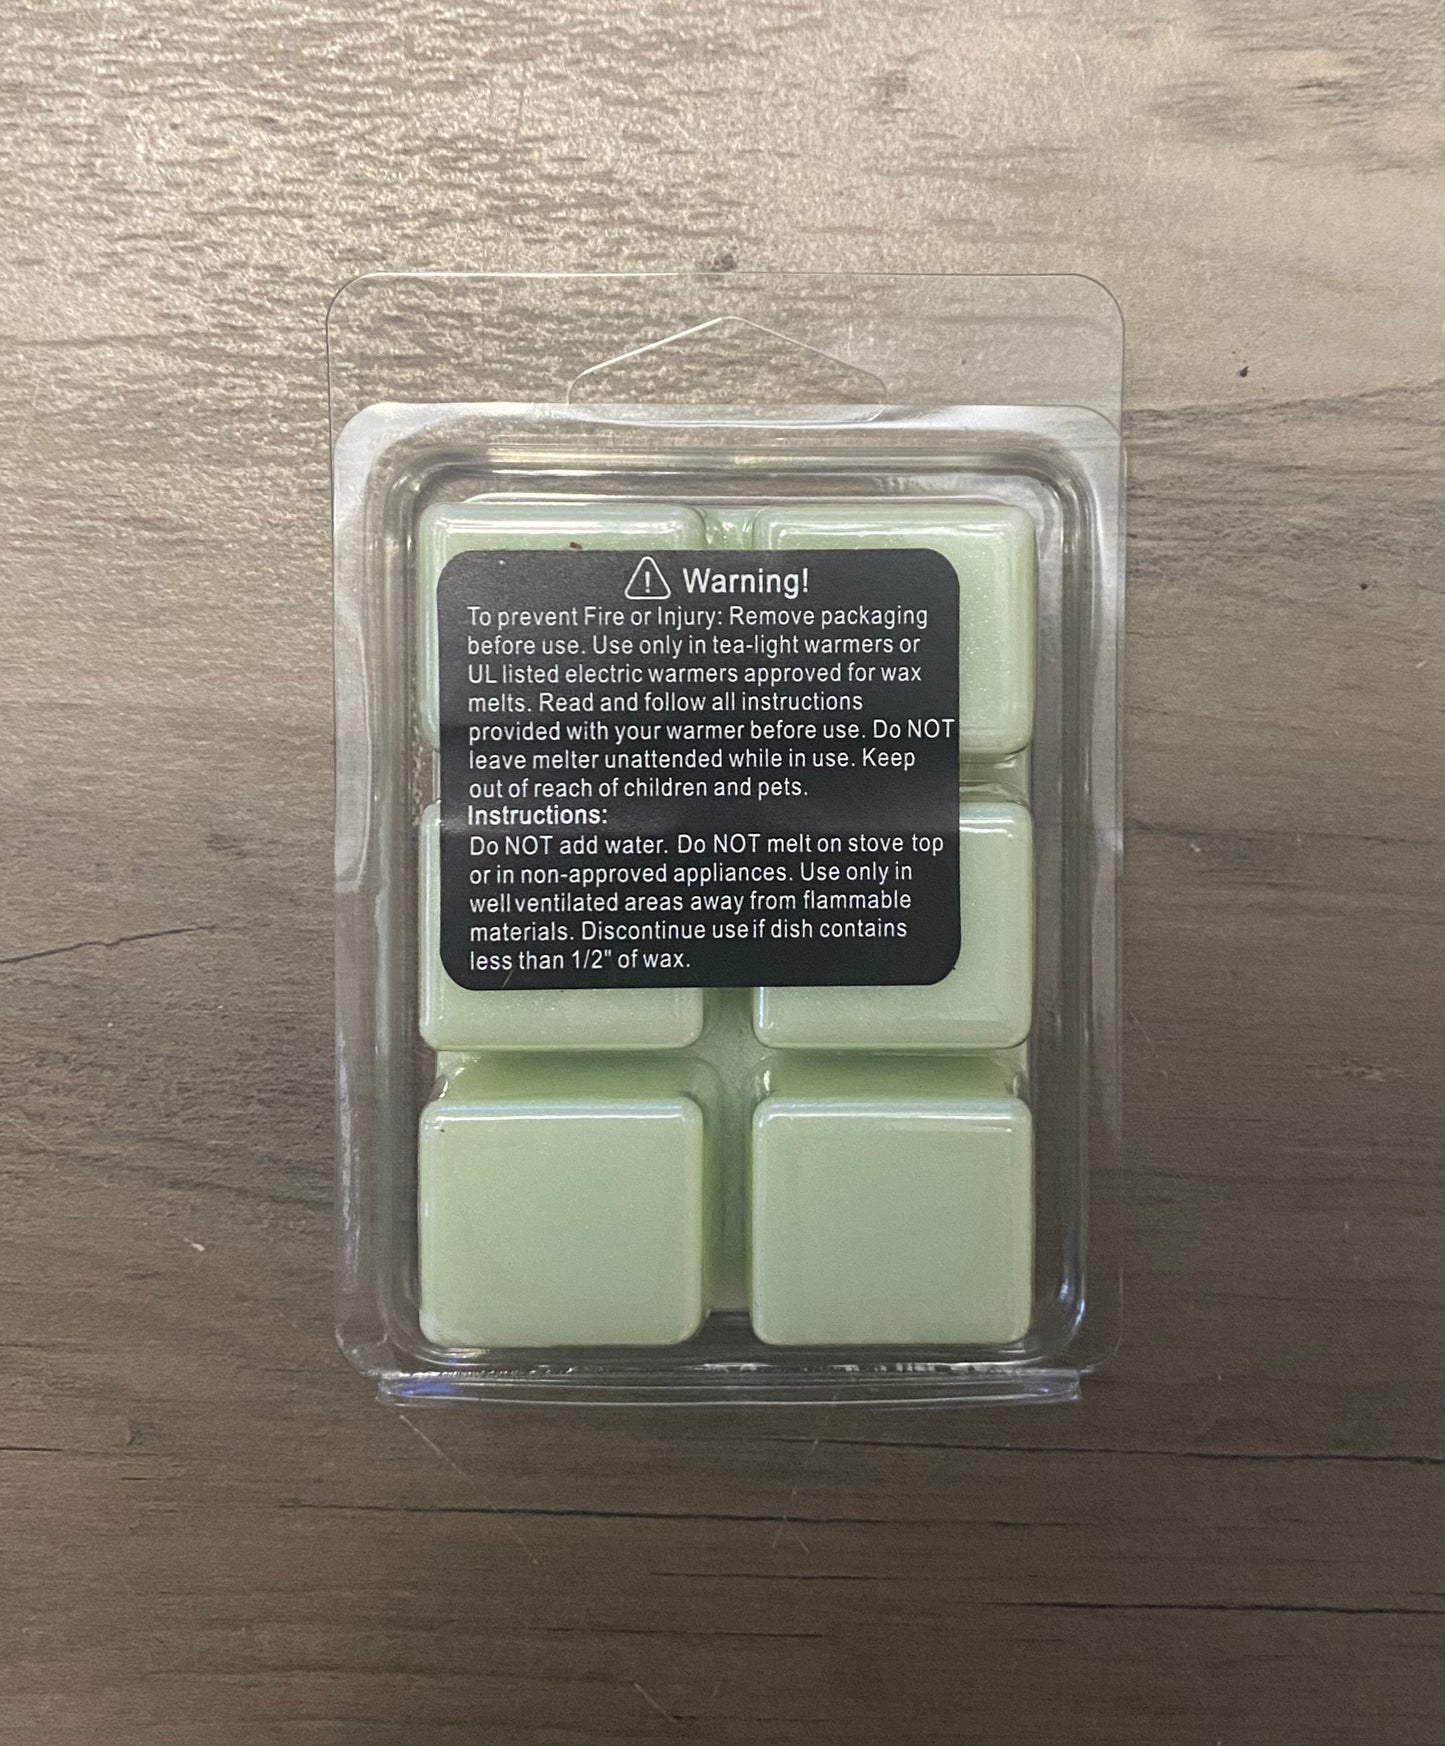 Warning!
To prevent Fire or Injury: Remove packaging
before use. Use only in tea-light warmers or
UL listed electric warmers approved for wax
melts. Read and follow all instructions
provided with your warmer before use. Do NOT
leave melter unattended while in use. Keep
out of reach of children and pets.
Instructions:
Do NOT add water. Do NOT melt on stove top
or in non-approved appliances. Use only in
well ventilated areas away from flammable
materials. Discontinue use if dish contains
less than 1/2" of wax.